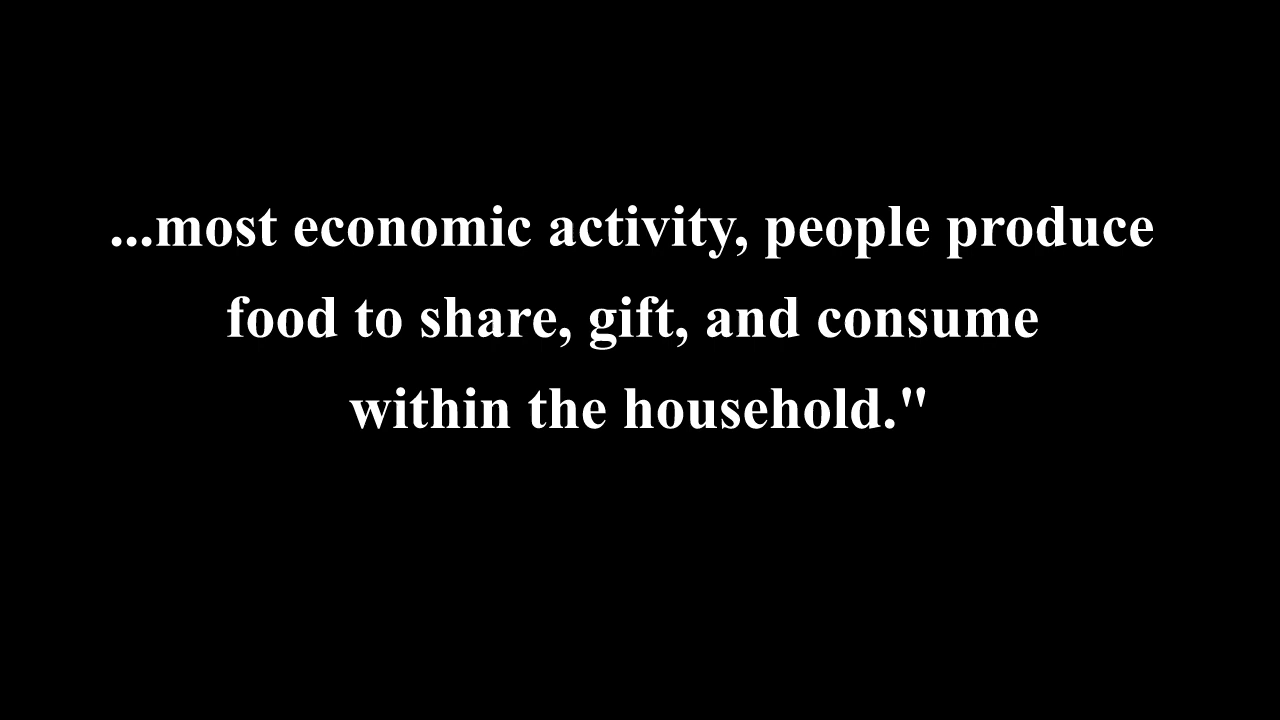 ...most economic activity, people produce
food to share, gift, and consume
within the household."